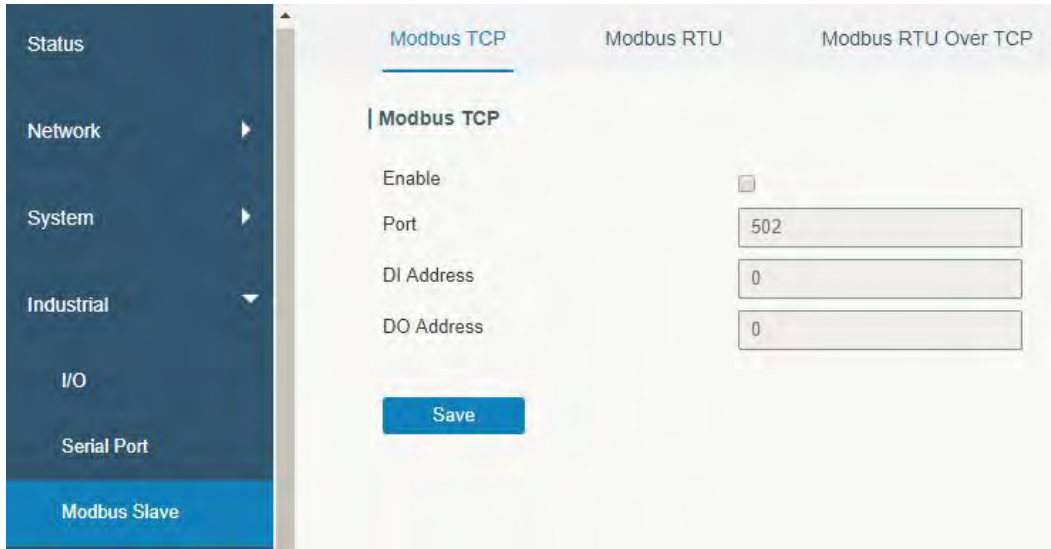 Status
Network
System
Industrial
I/O
Serial Port
Modbus Slave
Modbus TCP Modbus RTU Modbus RTU Over TCP
Modbus TCP
Enable
Port 502
DI Address 0
DO Address 0
Save